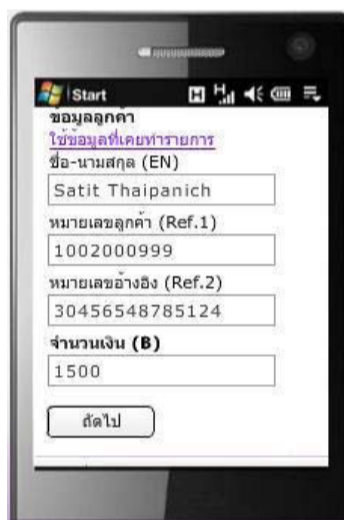 Start
ข้อมูลลูกค้า
ใช้ข้อมูลที่เคยทำรายการ
ชื่อ-นามสกุล (EN)
Satit Thaipanich
หมายเลขลูกค้า (Ref.1)
1002000999
หมายเลขอ้างอิง (Ref.2)
30456548785124
จำนวนเงิน (B)
1500
ถัดไป